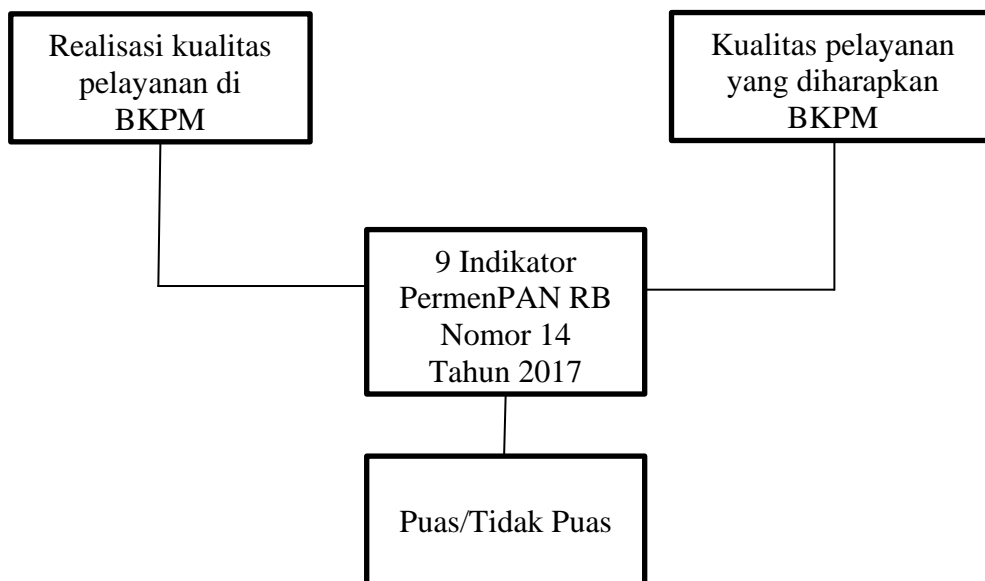 Realisasi kualitas
pelayanan di
BKPM
Kualitas pelayanan
yang diharapkan
BKPM
9 Indikator
PermenPAN RB
Nomor 14
Tahun 2017
Puas/Tidak Puas